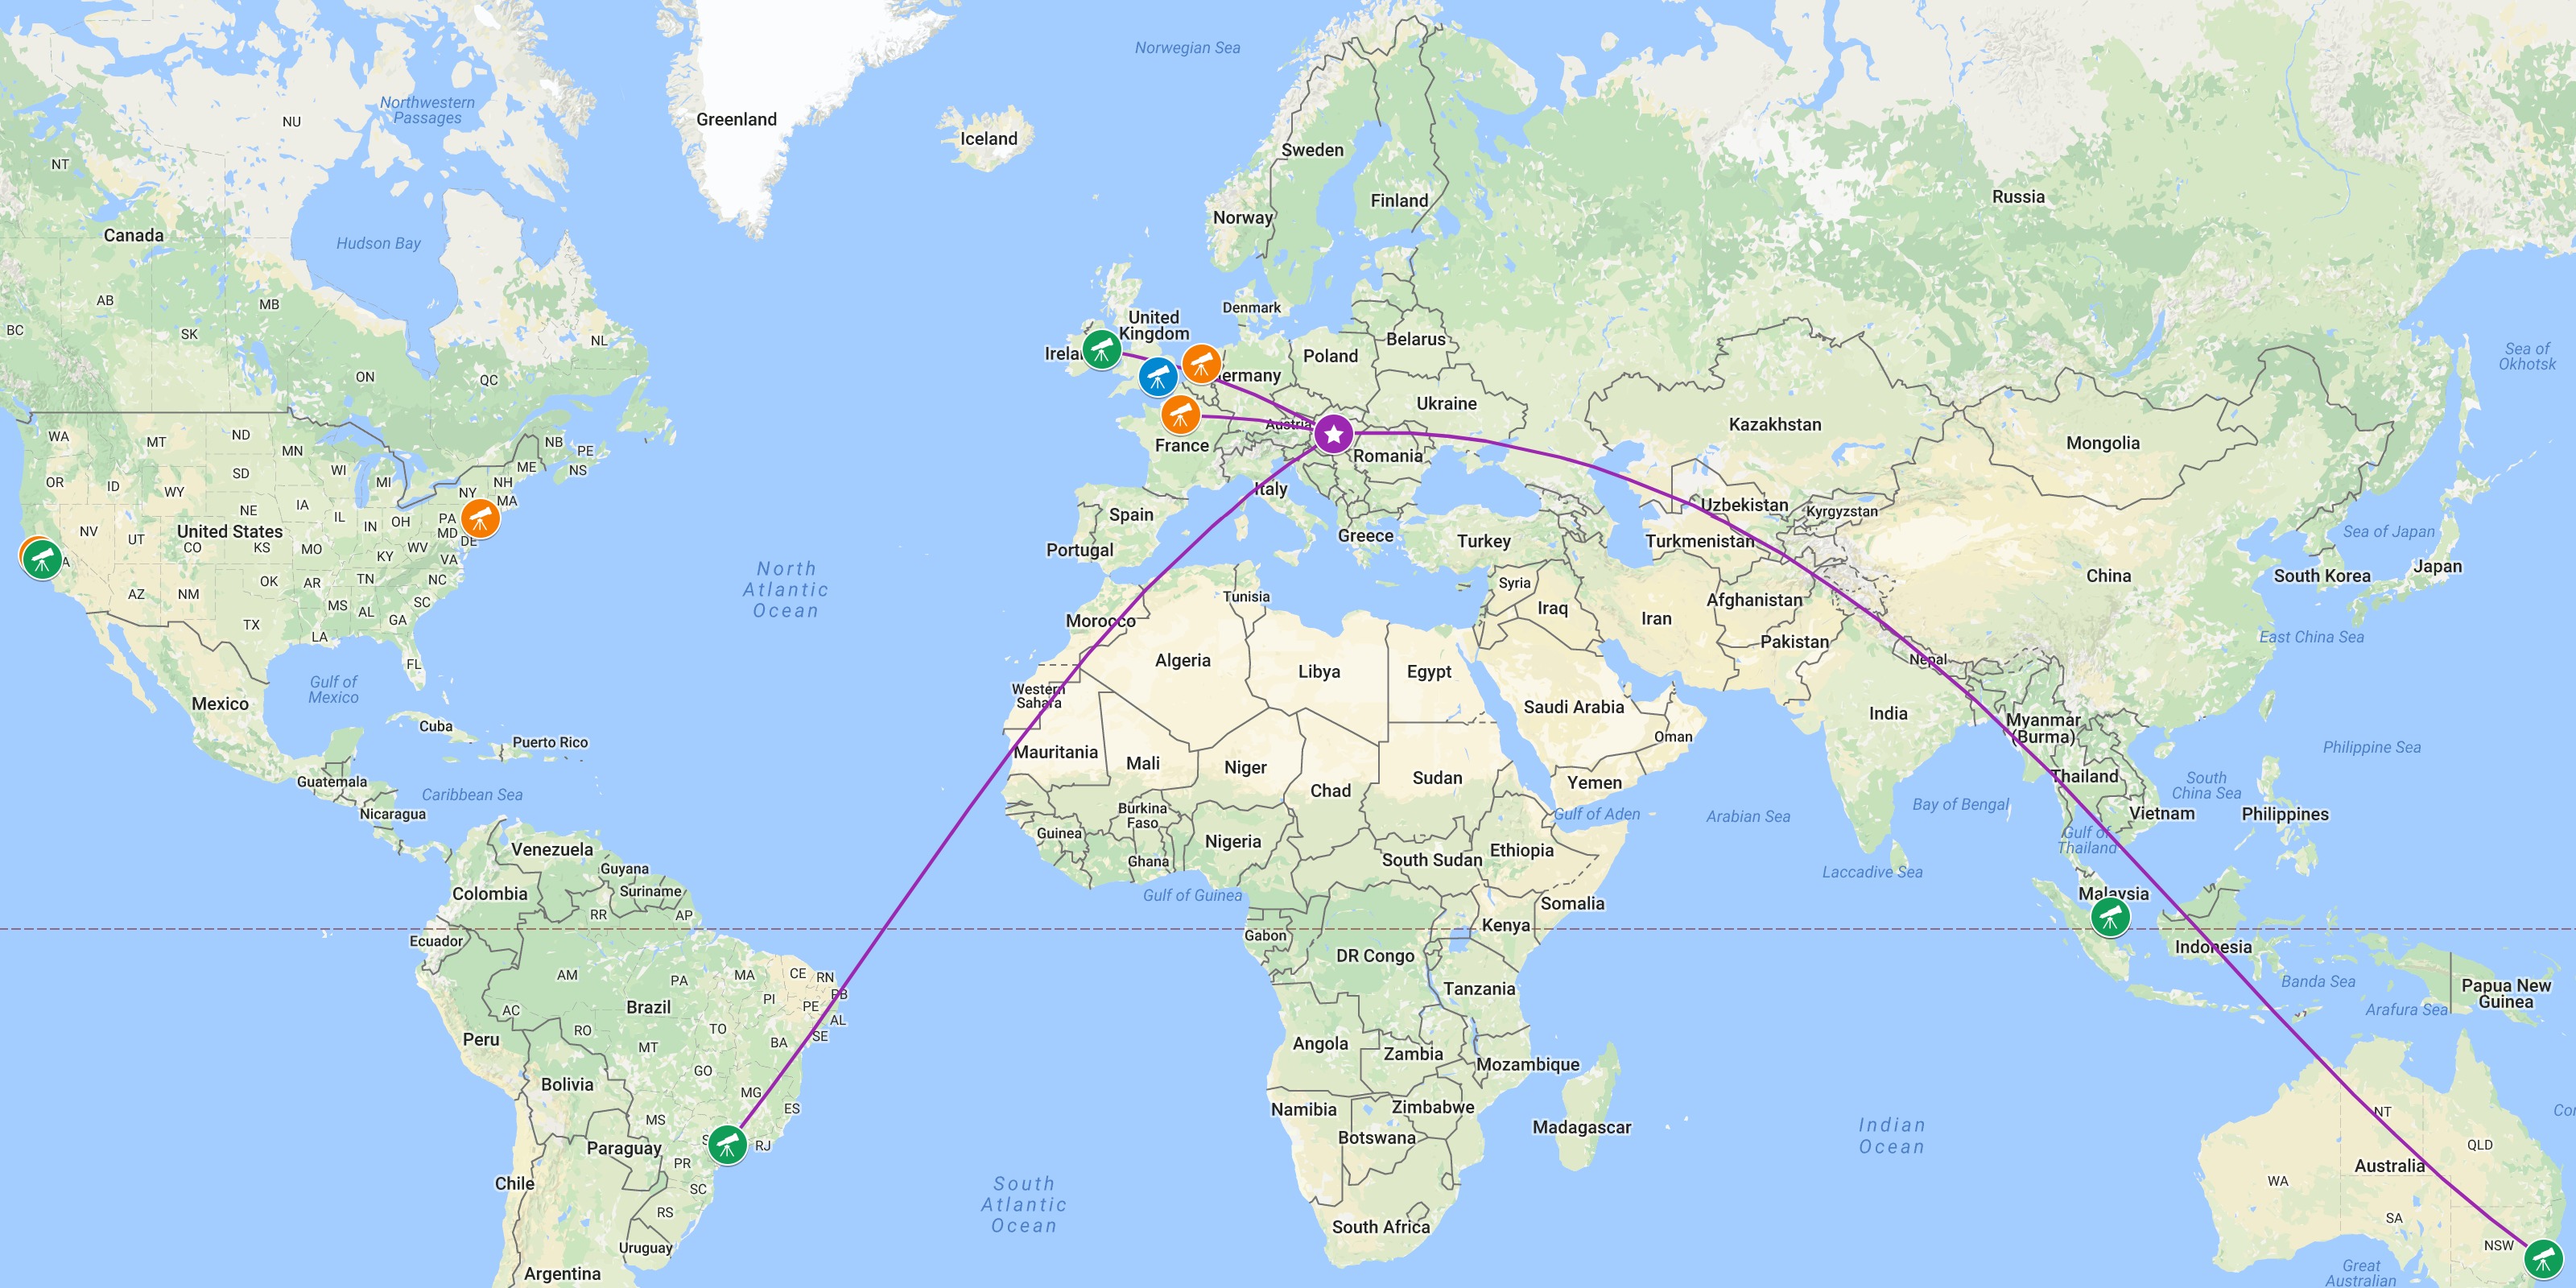 Norwegian Sea
Northwestern
Passages
NU
Greenland
Iceland
Sweden
NT
Russia
Finland
Norway
Canada
Hudson Bay
AB
MB
Denmark
United
Kingdom
BC
SK
NL
Belarus
Sea of
Okhotsk
Poland
ON
QC
Ukraine
Austria
Kazakhstan
WA
MT
ND
NB
PE
France
Mongolia
MN
ME
NS
Romania
OR
ID
SD
WI
MI
NH
WY
NY
MA
Italy
NE
IA
Spain
Uzbekistan
Kyrgyzstan
NV
UT
United States
IL
IN
OH
PA
MD
DE
Greece
Turkey
Turkmenistan
Sea of Japan
CO
KS
MO
KY
WV
VA
Portugal
South Korea
Japan
China
North
Atlantic
Ocean
OK
AR
TN
NC
AZ
NM
MS
AL
SC
GA
Syria
Tunisia
Iraq
Afghanistan
TX
LA
Morocco
Iran
Pakistan
East China Sea
FL
Algeria
Libya
Egypt
Nepal
Gulf of
Mexico
Western
Sahara
Mexico
Saudi Arabia
India
Myanmar
(Burma)
Cuba
Puerto Rico
Oman
Philippine Sea
Mauritania
Mali
Niger
Sudan
Thailand
Guatemala
Caribbean Sea
Chad
Yemen
South
China Sea
Nicaragua
Burkina
Faso
Gulf of Aden
Arabian Sea
Bay of Bengal
Vietnam
Philippines
Guinea
Nigeria
Gulf of
Thailand
Venezuela
Ghana
South Sudan
Ethiopia
Guyana
Suriname
Laccadive Sea
Colombia
Gulf of Guinea
Malaysia
Somalia
RR
AP
Kenya
Ecuador
Gabon
Indonesia
DR Congo
AM
PA
MA
CE
RN
Banda Sea
Papua New
Guinea
Tanzania
PB
PI
PE
Brazil
AC
Arafura Sea
AL
TO
SE
RO
Peru
MT
BA
Angola
Zambia
Mozambique
GO
Bolivia
MG
ES
Namibia
Zimbabwe
NT
MS
Madagascar
Indian
Ocean
Botswana
Paraguay
RJ
QLD
PR
Australia
Chile
SC
South
Atlantic
Ocean
WA
RS
SA
South Africa
Uruguay
NSW
Argentina
Great
Australian